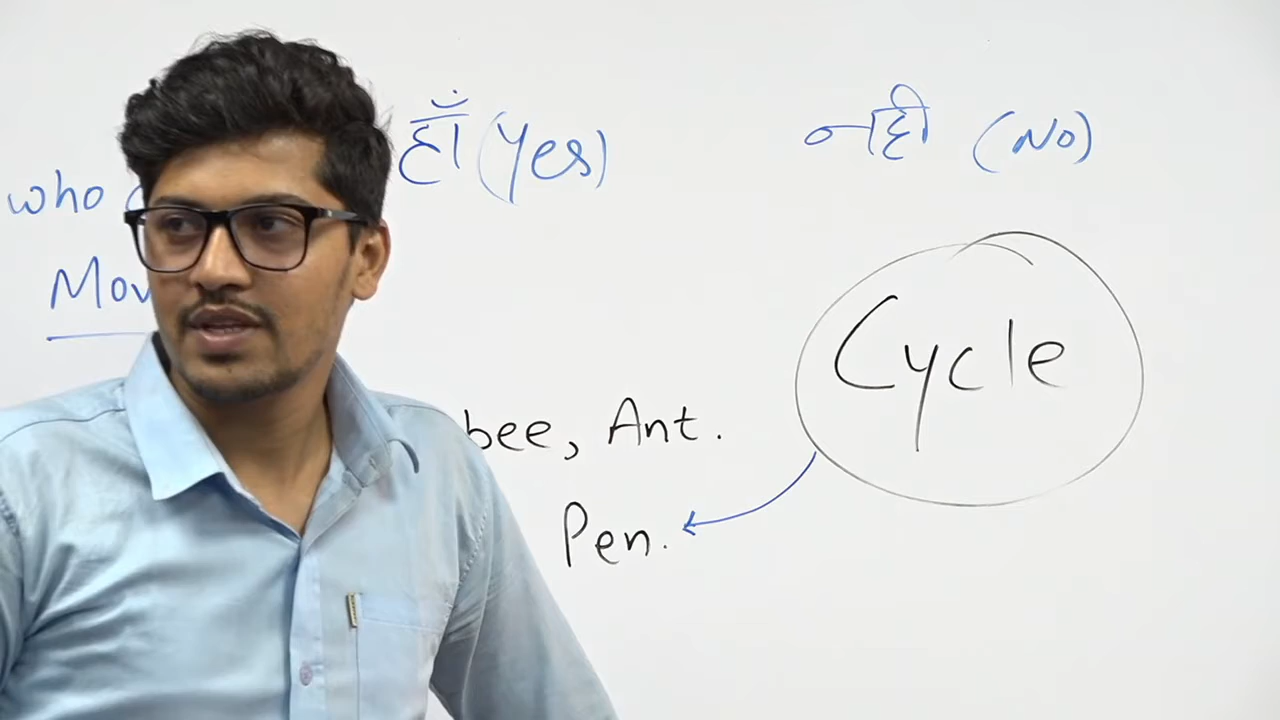 हाँ (Yes) नही (No)
who
Mov
Cycle
bee, Ant.
Pen.